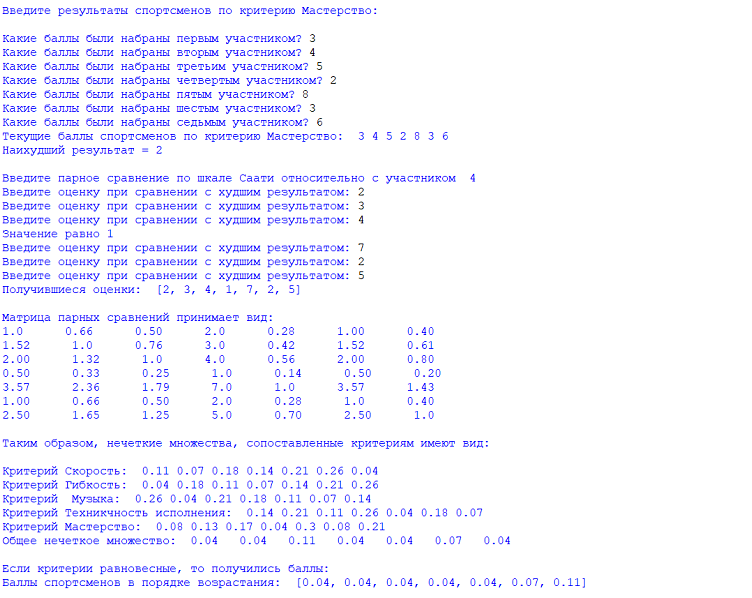 Введите результаты спортсменов по критерию Мастерство:
Какие баллы были набраны первым участником? 3
Какие баллы были набраны вторым участником? 4
Какие баллы были набраны третьим участником? 5
Какие баллы были набраны четвертым участником? 2
Какие баллы были набраны пятым участником? 8
Какие баллы были набраны шестым участником? 3
Какие баллы были набраны седьмым участником? 6
Текущие баллы спортсменов по критерию Мастерство:  3 4 5 2 8 3 6
Наихудший результат = 2
Введите парное сравнение по шкале Саати относительно с участником  4
Введите оценку при сравнении с худшим результатом: 2
Введите оценку при сравнении с худшим результатом: 3
Введите оценку при сравнении с худшим результатом: 4
Значение равно 1
Введите оценку при сравнении с худшим результатом: 7
Введите оценку при сравнении с худшим результатом: 2
Введите оценку при сравнении с худшим результатом: 5
Получившиеся оценки:  [2, 3, 4, 1, 7, 2, 5]
Матрица парных сравнений принимает вид:
1.0 0.66 0.50 2.0 0.28 1.00 0.40
1.52 1.0 0.76 3.0 0.42 1.52 0.61
2.00 1.32 1.0 4.0 0.56 2.00 0.80
0.50 0.33 0.25 1.0 0.14 0.50 0.20
3.57 2.36 1.79 7.0 1.0 3.57 1.43
1.00 0.66 0.50 2.0 0.28 1.0 0.40
2.50 1.65 1.25 5.0 0.70 2.50 1.0
Таким образом, нечеткие множества, сопоставленные критериям имеют вид:
Критерий Скорость:  0.11 0.07 0.18 0.14 0.21 0.26 0.04
Критерий Гибкость:  0.04 0.18 0.11 0.07 0.14 0.21 0.26
Критерий  Музыка:  0.26 0.04 0.21 0.18 0.11 0.07 0.14
Критерий Техникчность исполнения:  0.14 0.21 0.11 0.26 0.04 0.18 0.07
Критерий Мастерство:  0.08 0.13 0.17 0.04 0.3 0.08 0.21
Общее нечеткое множество:  0.04 0.04 0.11 0.04 0.04 0.07 0.04
Если критерии равновесные, то получились баллы:
Баллы спортсменов в порядке возрастания:  [0.04, 0.04, 0.04, 0.04, 0.04, 0.07, 0.11]